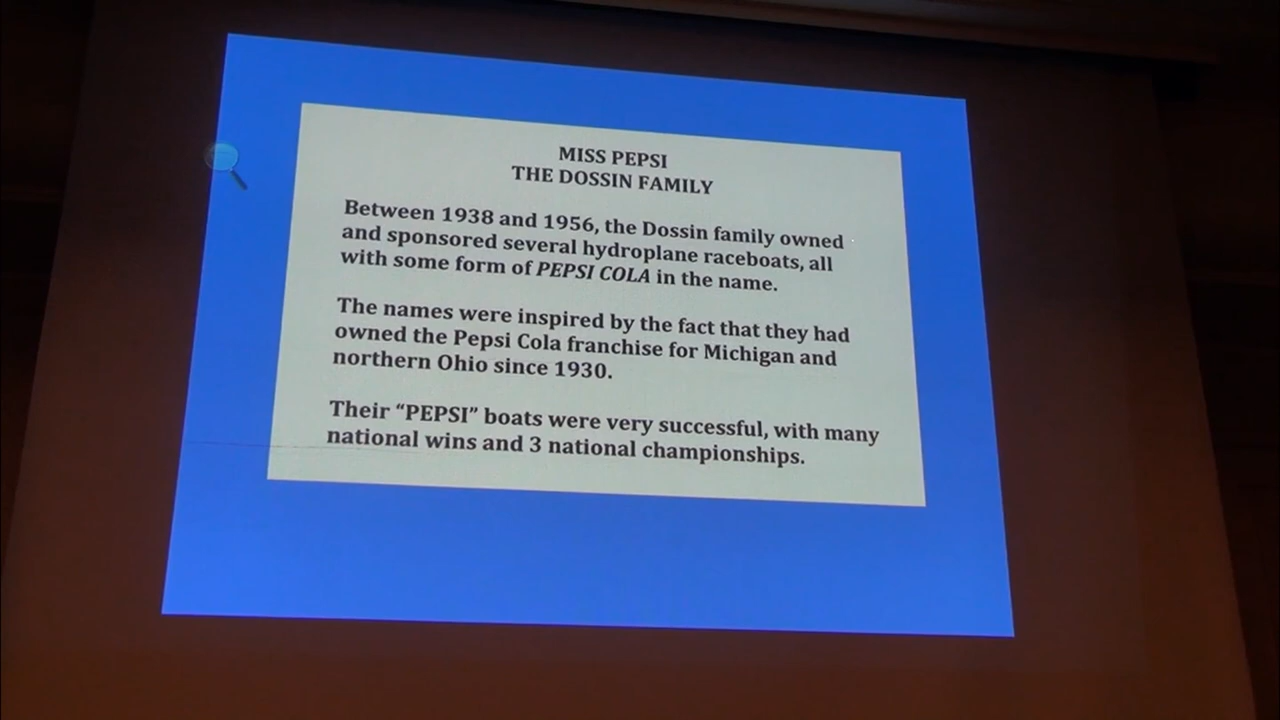 MISS PEPSI
THE DOSSIN FAMILY
Between 1938 and 1956, the Dossin family owned
and sponsored several hydroplane raceboats, all
with some form of PEPSI COLA in the name.
The names were inspired by the fact that they had
owned the Pepsi Cola franchise for Michigan and
northern Ohio since 1930.
Their “PEPSI” boats were very successful, with many
national wins and 3 national championships.